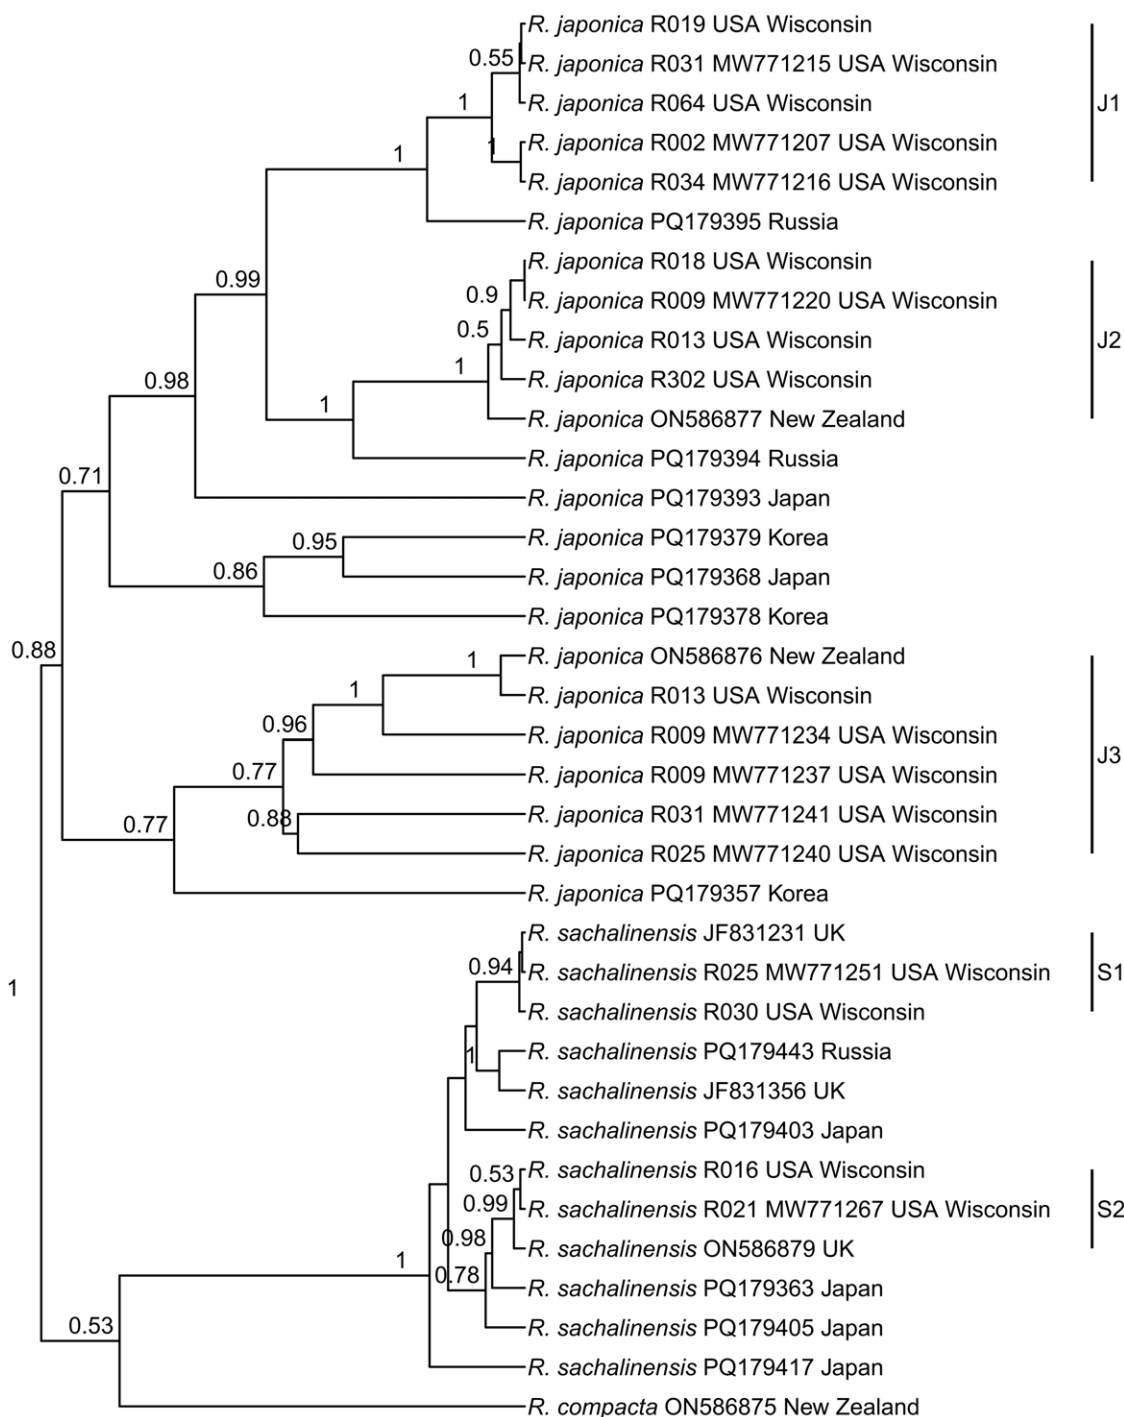 R. japonica R019 USA Wisconsin
0.55
R. japonica R031 MW771215 USA Wisconsin
1
R. japonica R064 USA Wisconsin
J1
1
R. japonica R002 MW771207 USA Wisconsin
1
R. japonica R034 MW771216 USA Wisconsin
R. japonica PQ179395 Russia
R. japonica R018 USA Wisconsin
0.99
0.9
R. japonica R009 MW771220 USA Wisconsin
0.5
R. japonica R013 USA Wisconsin
J2
1
R. japonica R302 USA Wisconsin
0.98
1
R. japonica ON586877 New Zealand
R. japonica PQ179394 Russia
0.71
R. japonica PQ179393 Japan
0.95
R. japonica PQ179379 Korea
0.86
R. japonica PQ179368 Japan
R. japonica PQ179378 Korea
0.88
1
R. japonica ON586876 New Zealand
1
R. japonica R013 USA Wisconsin
0.96
R. japonica R009 MW771234 USA Wisconsin
J3
0.77
R. japonica R009 MW771237 USA Wisconsin
0.88
R. japonica R031 MW771241 USA Wisconsin
0.77
R. japonica R025 MW771240 USA Wisconsin
R. japonica PQ179357 Korea
R. sachalinensis JF831231 UK
0.94
R. sachalinensis R025 MW771251 USA Wisconsin
S1
1
R. sachalinensis R030 USA Wisconsin
1
R. sachalinensis PQ179443 Russia
R. sachalinensis JF831356 UK
R. sachalinensis PQ179403 Japan
0.53
R. sachalinensis R016 USA Wisconsin
0.99
R. sachalinensis R021 MW771267 USA Wisconsin
S2
0.98
R. sachalinensis ON586879 UK
1
0.78
R. sachalinensis PQ179363 Japan
0.53
R. sachalinensis PQ179405 Japan
R. sachalinensis PQ179417 Japan
R. compacta ON586875 New Zealand